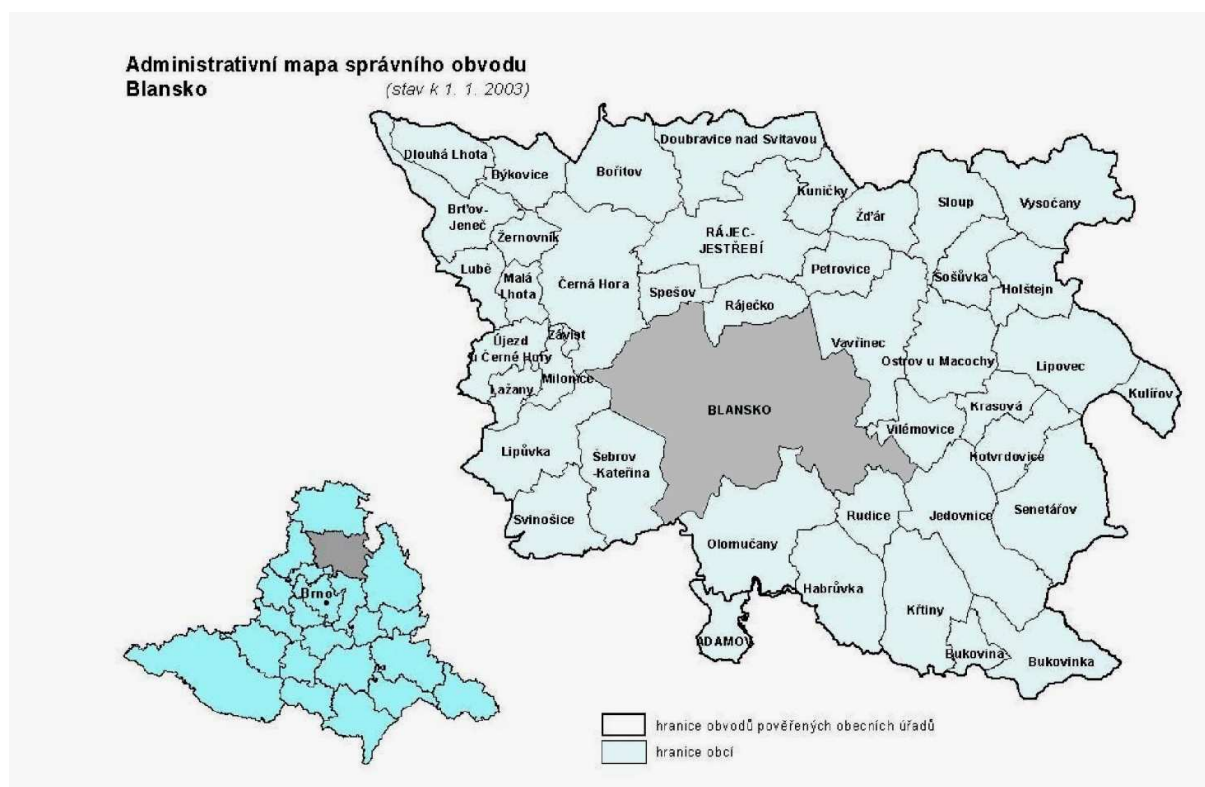 Administrativní mapa správního obvodu
Blansko (stav k 1. 1. 2003)
Dlouhá Lhota
Býkovice
Bořitov
Doubravice nad Svitavou
Kuničky
Žďár
Sloup
Vysočany
Brťov-
Jeneč
Žernovník
RÁJEC-
JESTŘEBÍ
Petrovice
Šošůvka
Holštejn
Lubě
Malá
Lhota
Černá Hora
ČERNÁ HORA
Spešov
Ráječko
Vavřinec
Ostrov u Macochy
Lipovec
Kulířov
Újezd
u Černé Hory
Závist
Milonice
Lažany
BLANSKO
Krasová
Vilémovice
Kotvrdovice
Lipůvka
Šebrov
-Kateřina
Svinošice
Rudice
Jedovnice
Senetářov
Olomučany
Habrůvka
Křtiny
ADAMOV
Bukovina
Bukovinka
Brno
hranice obvodů pověřených obecních úřadů
hranice obcí